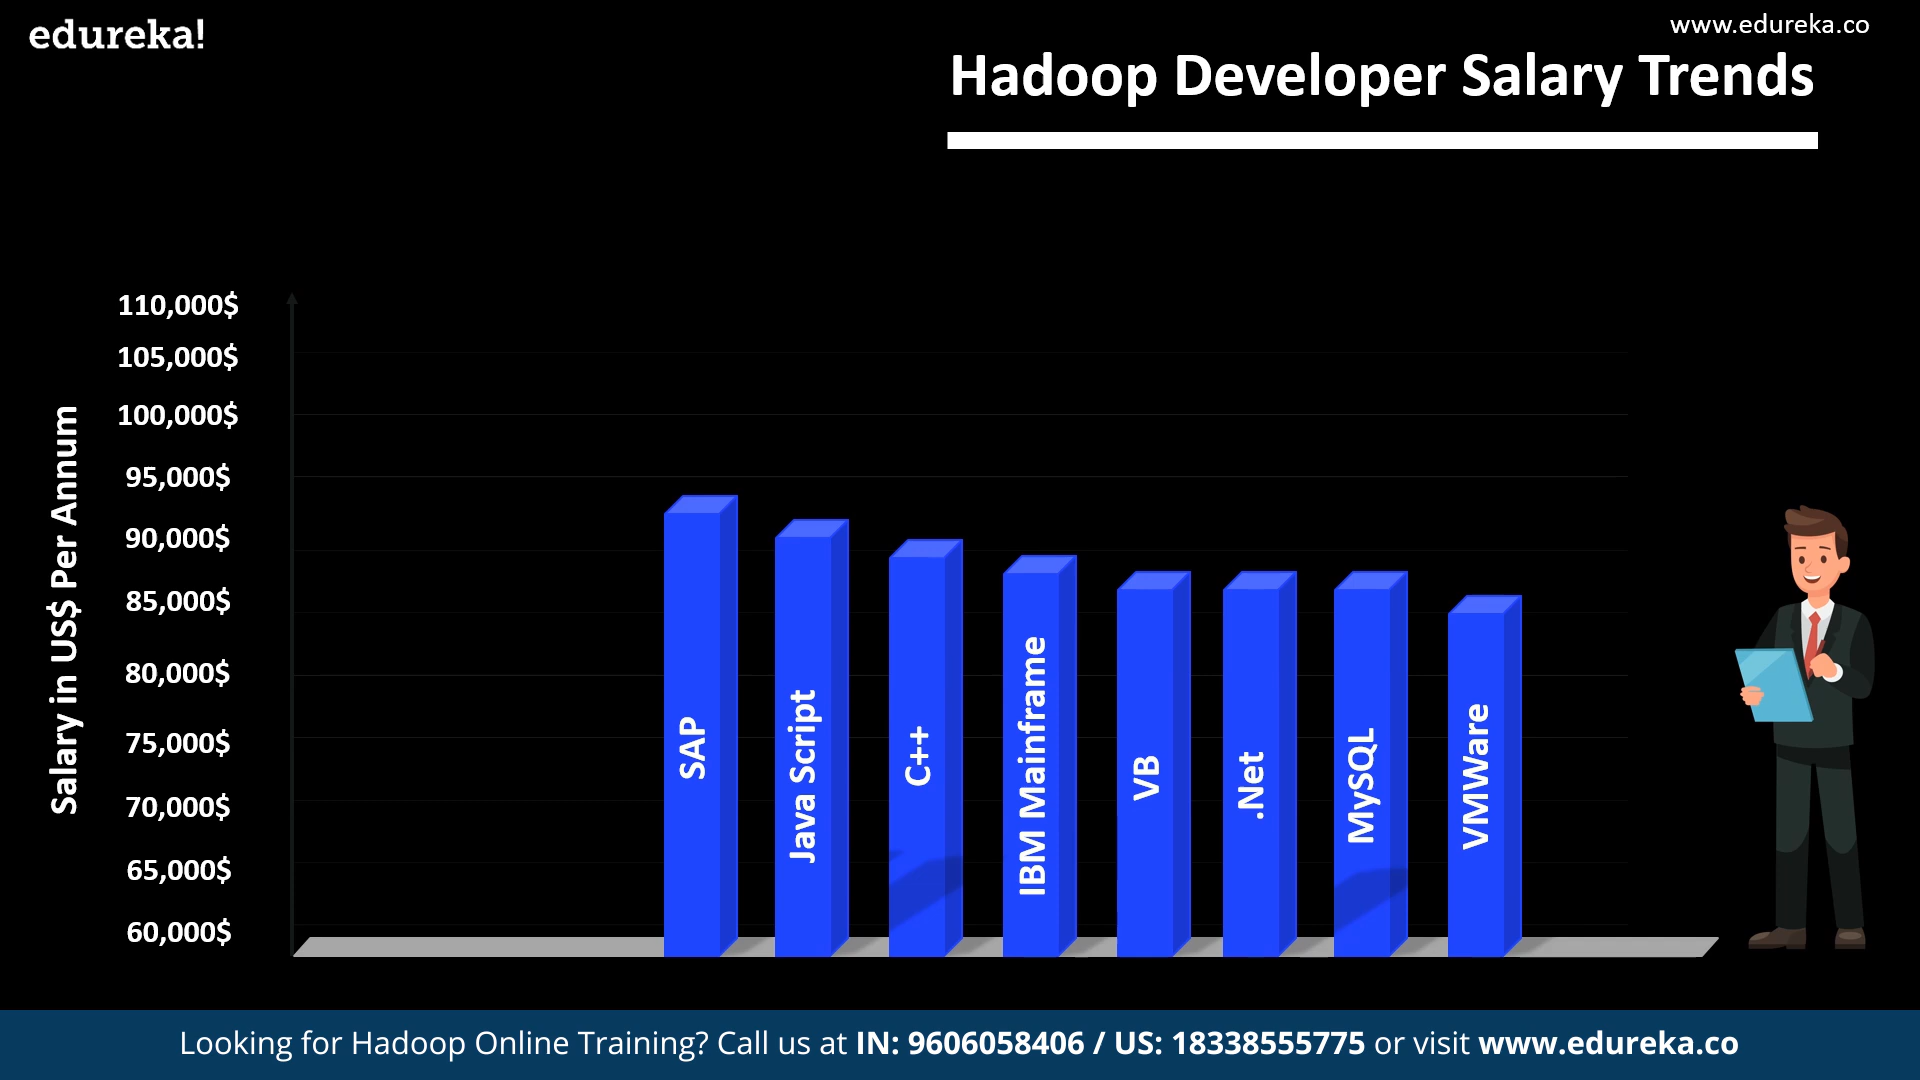 edureka!
www.edureka.co
Hadoop Developer Salary Trends
Salary in US$ Per Annum
110,000$
105,000$
100,000$
95,000$
90,000$
85,000$
80,000$
75,000$
70,000$
65,000$
60,000$
SAP
Java Script
C++
IBM Mainframe
VB
.Net
MySQL
VMWare
Looking for Hadoop Online Training? Call us at IN: 9606058406 / US: 18338555775 or visit www.edureka.co